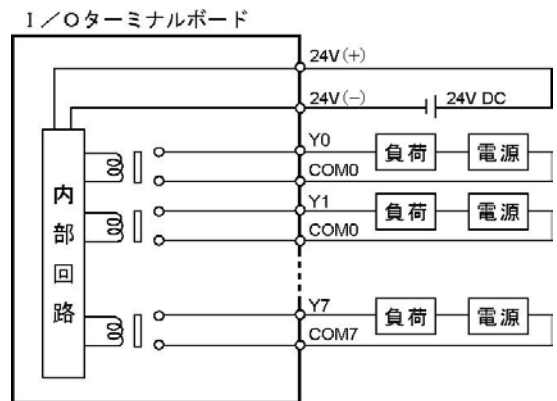 I/Oターミナルボード
24V(+)
24V(-)
24V DC
内部回路
Y0
負荷
電源
COM0
Y1
負荷
電源
COM0
Y7
負荷
電源
COM7